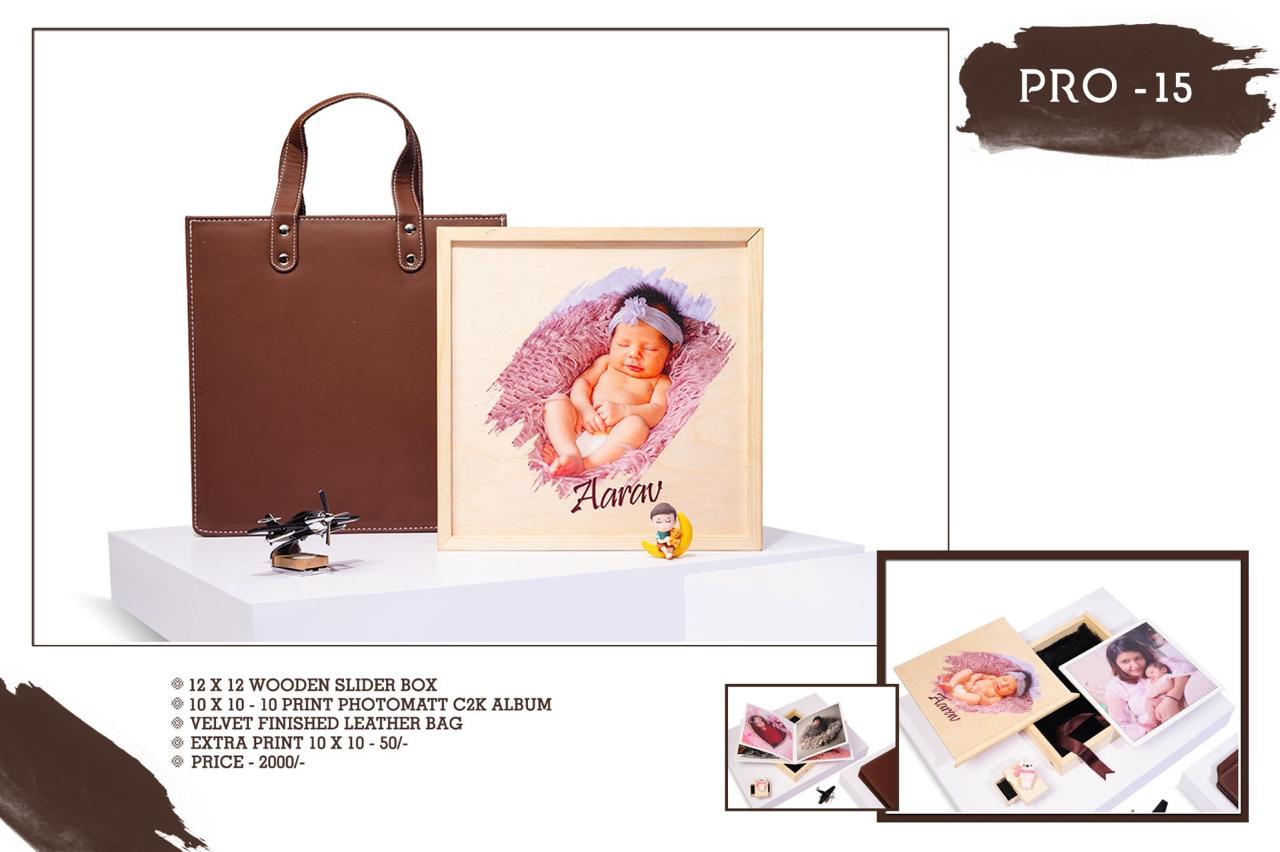 PRO -15
Aarav
12 X 12 WOODEN SLIDER BOX
10 X 10 - 10 PRINT PHOTOMATT C2K ALBUM
VELVET FINISHED LEATHER BAG
EXTRA PRINT 10 X 10 - 50/-
PRICE - 2000/-
Aarav